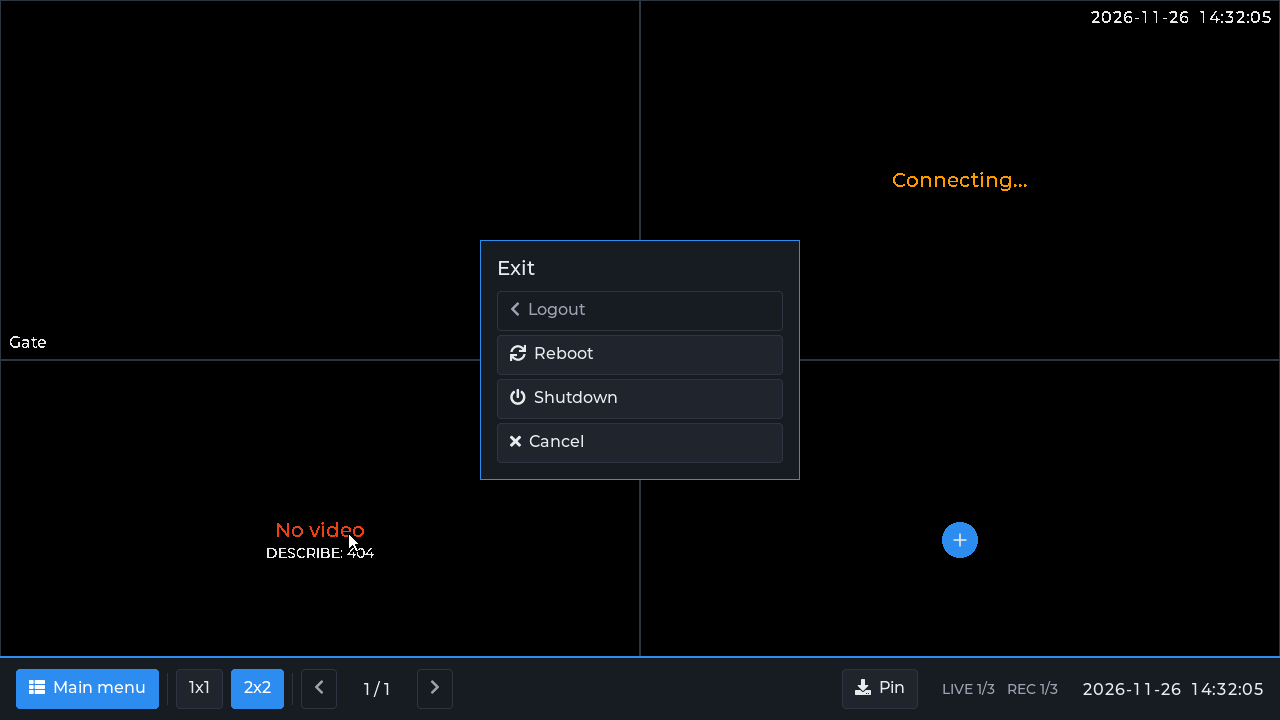 2026-11-26 14:32:05
Connecting...
Gate
Exit
Logout
Reboot
Shutdown
Cancel
No video
DESCRIBE: 404
Main menu
1x1
2x2
1 / 1
Pin
LIVE 1/3
REC 1/3
2026-11-26 14:32:05